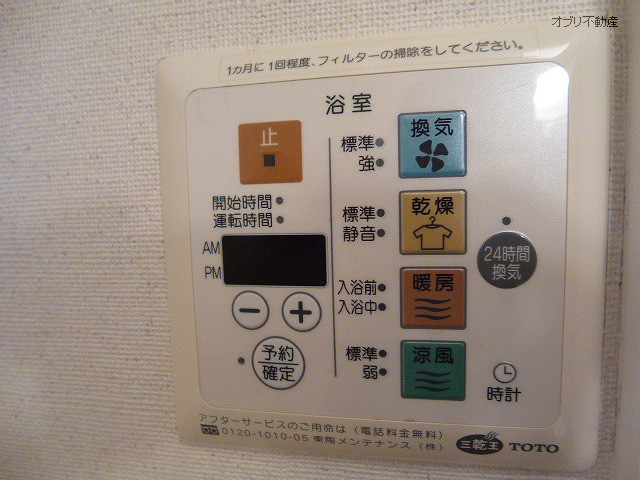 オブリ不動産
1カ月に1回程度、フィルターの掃除をしてください。
浴室
止
換気
標準
強
開始時間
運転時間
乾燥
標準
静音
AM
PM
24時間
換気
暖房
入浴前
入浴中
予約
確定
涼風
標準
弱
時計
アフターサービスのご用命は(電話料金無料)
0120-1010-05 東陶メンテナンス(株)
三乾王 TOTO